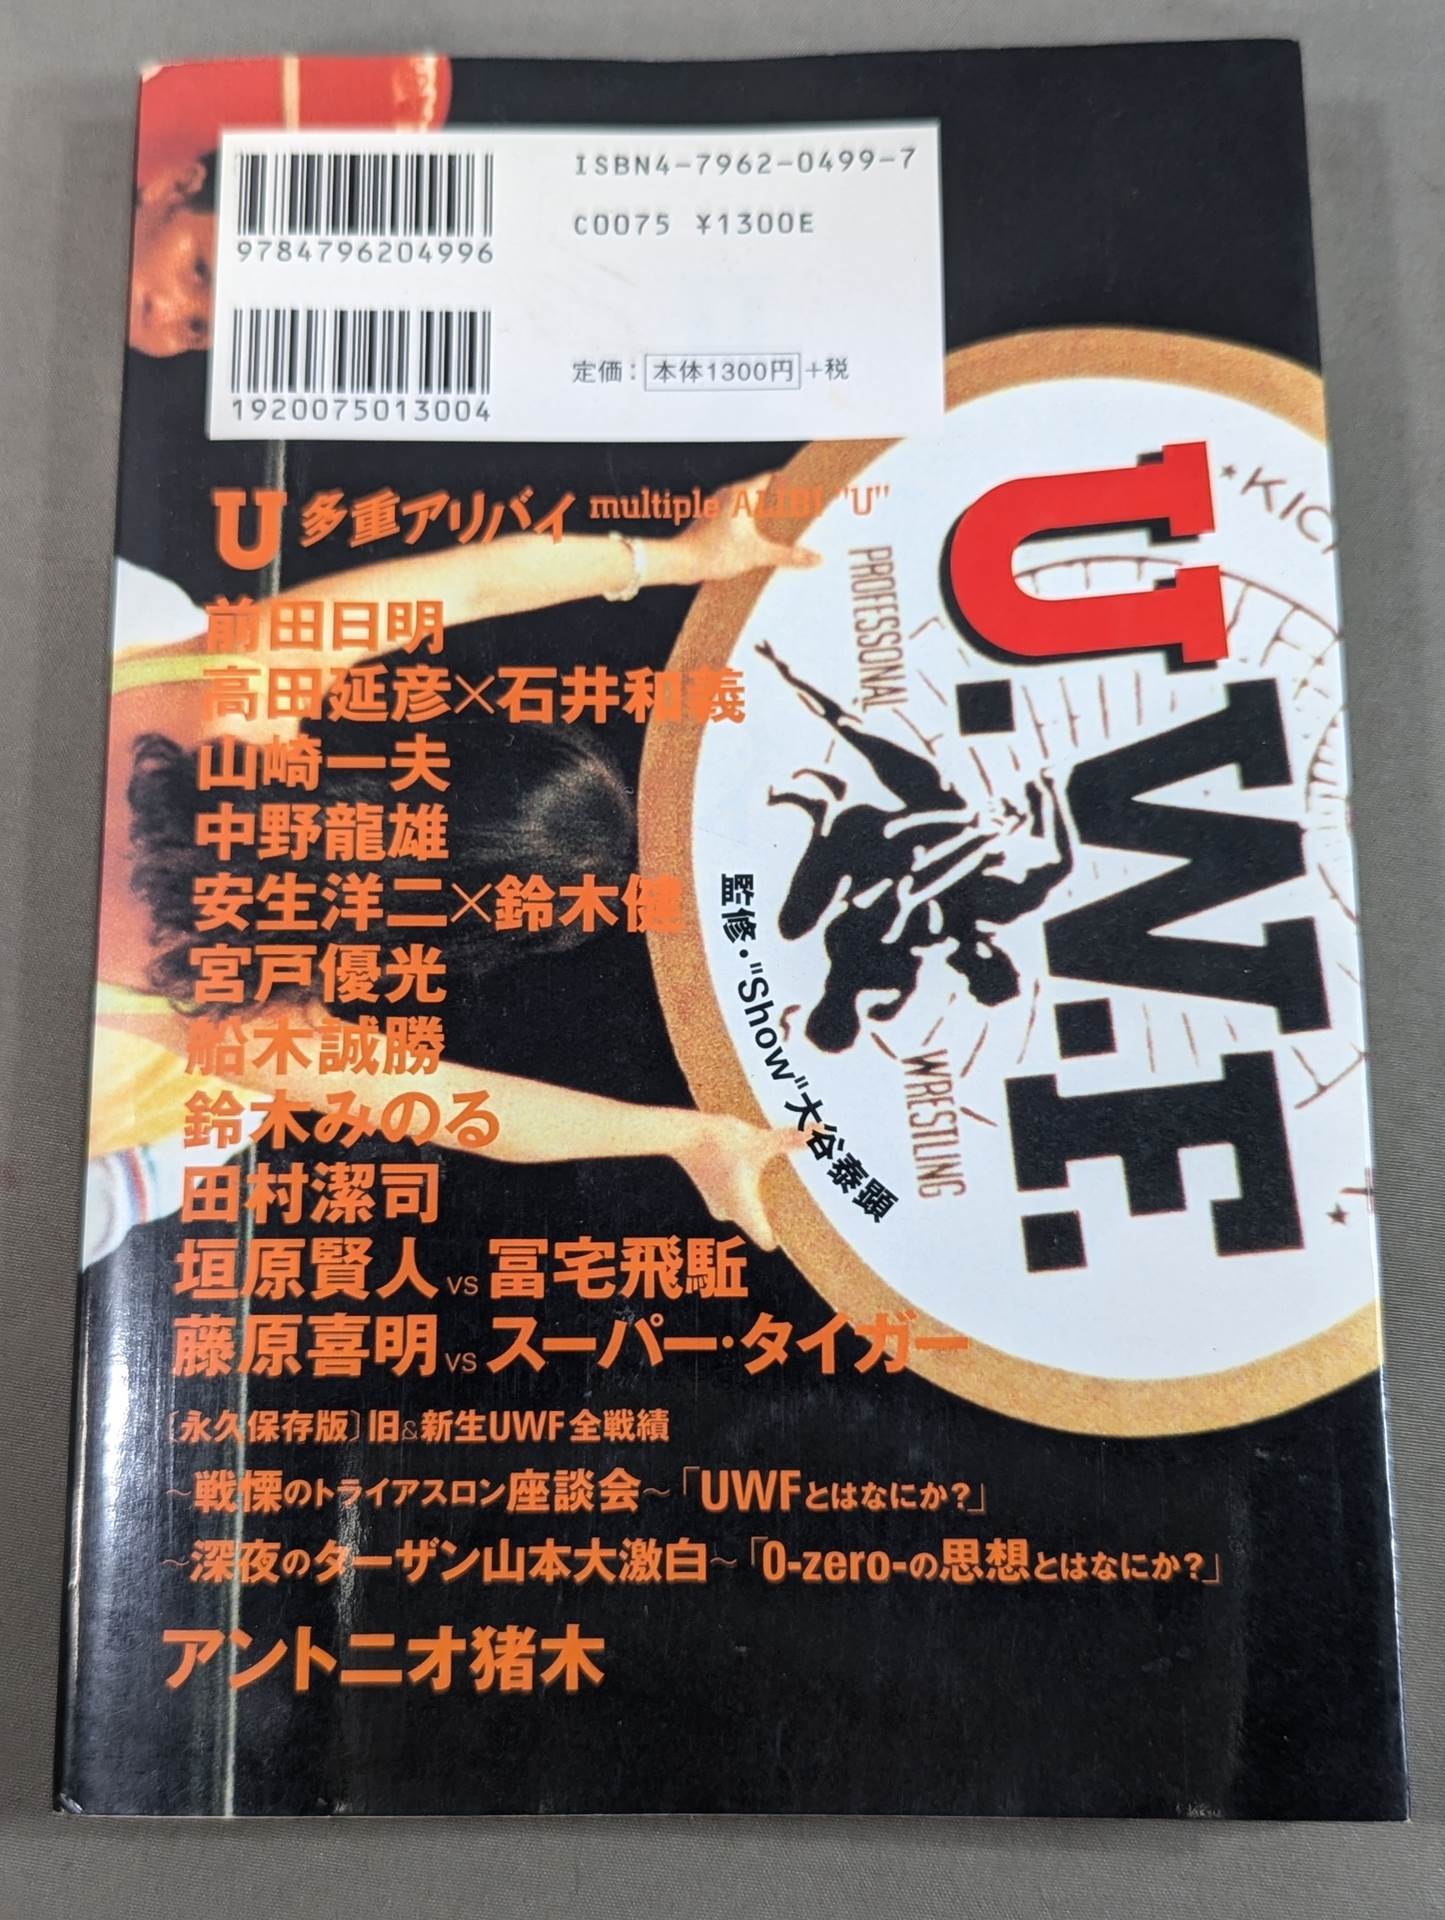 ISBN4-7962-0499-7
C0075 ¥1300E
9784796204996
定価：本体1300円+税
1920075013004
U多重アリバイ multiple ALIBI "U"
前田日明
高田延彦×石井和義
山崎一夫
中野龍雄
安生洋二×鈴木健
宮戸優光
船木誠勝
鈴木みのる
田村潔司
垣原賢人 vs 冨宅飛駈
藤原喜明 vs スーパー・タイガー
〔永久保存版〕旧&新生UWF全戦績
～戦慄のトライアスロン座談会～「UWFとはなにか？」
～深夜のターザン山本大激白～「0-zero-の思想とはなにか？」
アントニオ猪木
U.W.F.
PROFESSONAL
WRESTLING
監修・"Show"大谷泰顕